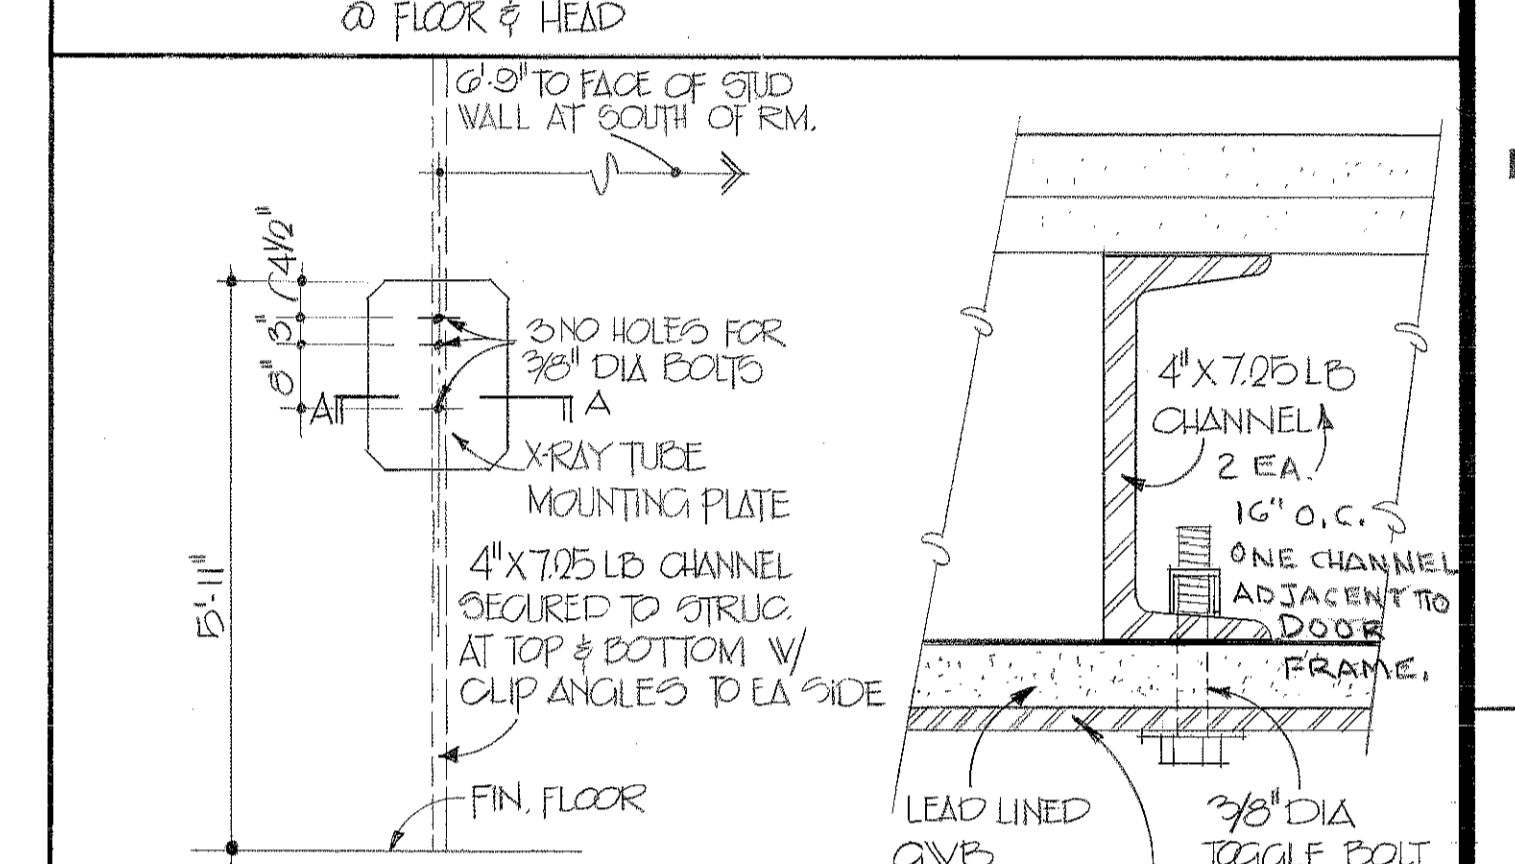 @ FLOOR & HEAD
6'-9" TO FACE OF STUD
WALL AT SOUTH OF RM.
4 1/2"
3"
8"
3 NO HOLES FOR
3/8" DIA BOLTS
A
A
X-RAY TUBE
MOUNTING PLATE
4" X 7.25 LB CHANNEL
SECURED TO STRUC.
AT TOP & BOTTOM W/
CLIP ANGLES TO EA SIDE
5'-11"
FIN. FLOOR
4" X 7.25 LB
CHANNEL
2 EA.
16" O.C.
ONE CHANNEL
ADJACENT TO
DOOR
FRAME.
LEAD LINED
GWB
3/8" DIA
TOGGLE BOLT